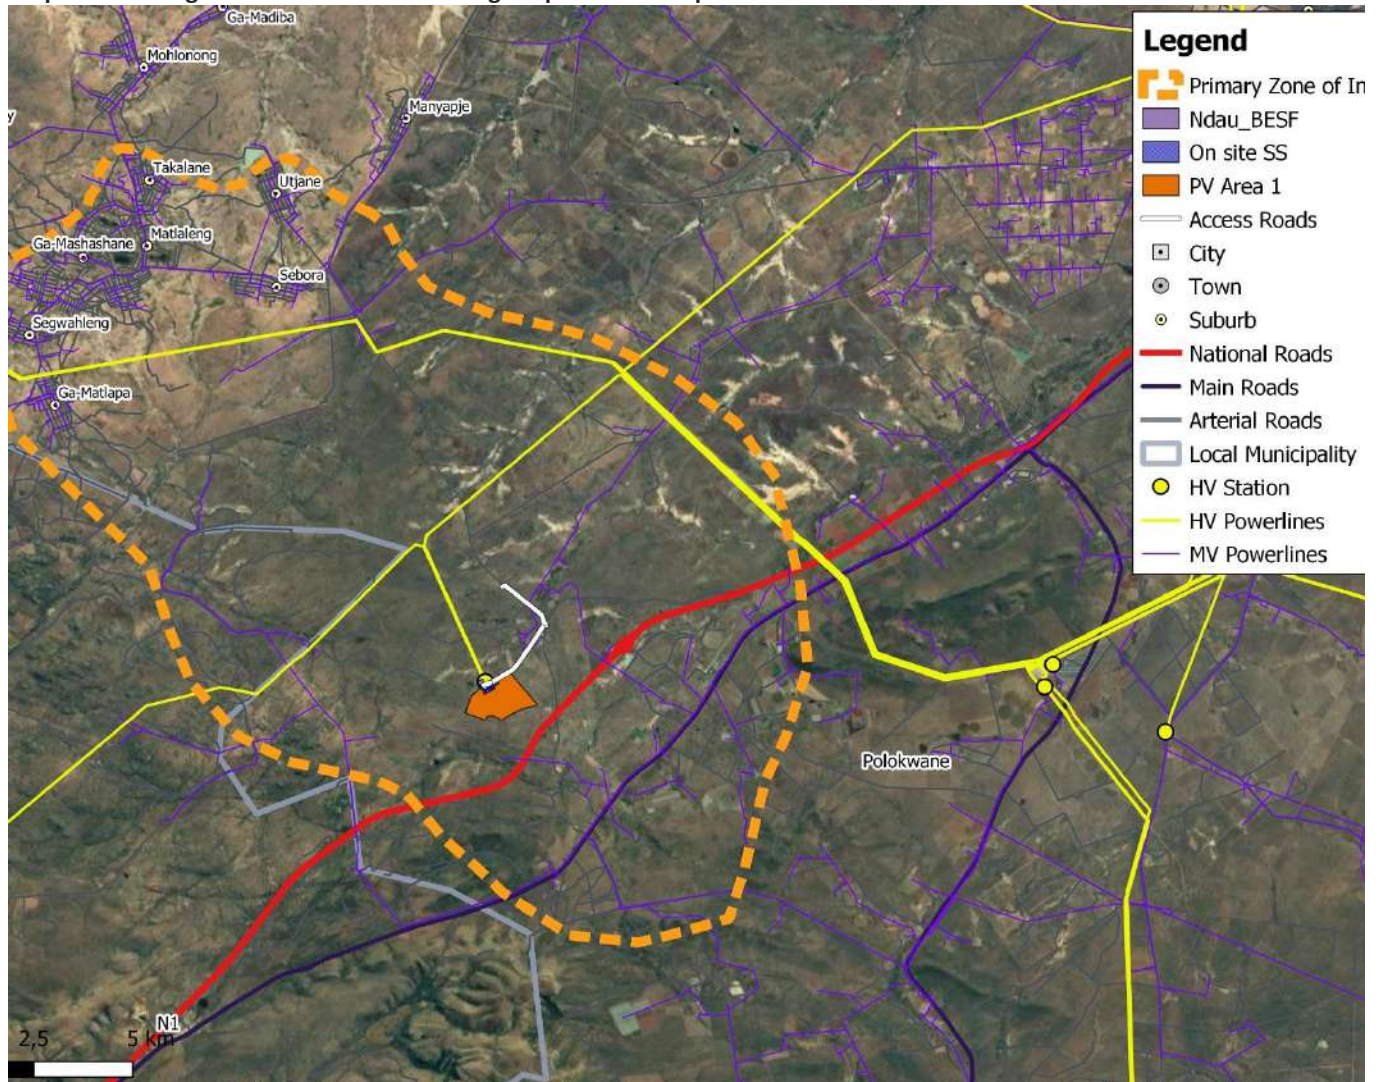 Ga-Madiba
Mohlonong
Manyapje
y
Takalane
Utjane
Ga-Mashashane
Matlaleng
Sebora
Segwahleng
Ga-Matlapa
Polokwane
N1
2,5
5 km
Legend
Primary Zone of In
Ndau_BESF
On site SS
PV Area 1
Access Roads
City
Town
Suburb
National Roads
Main Roads
Arterial Roads
Local Municipality
HV Station
HV Powerlines
MV Powerlines